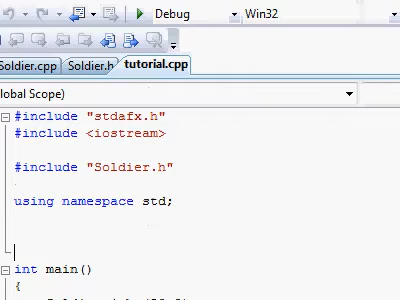 Debug Win32
Soldier.cpp Soldier.h tutorial.cpp
lobal Scope)
#include "stdafx.h"
#include <iostream>
#include "Soldier.h"
using namespace std;
int main()
{